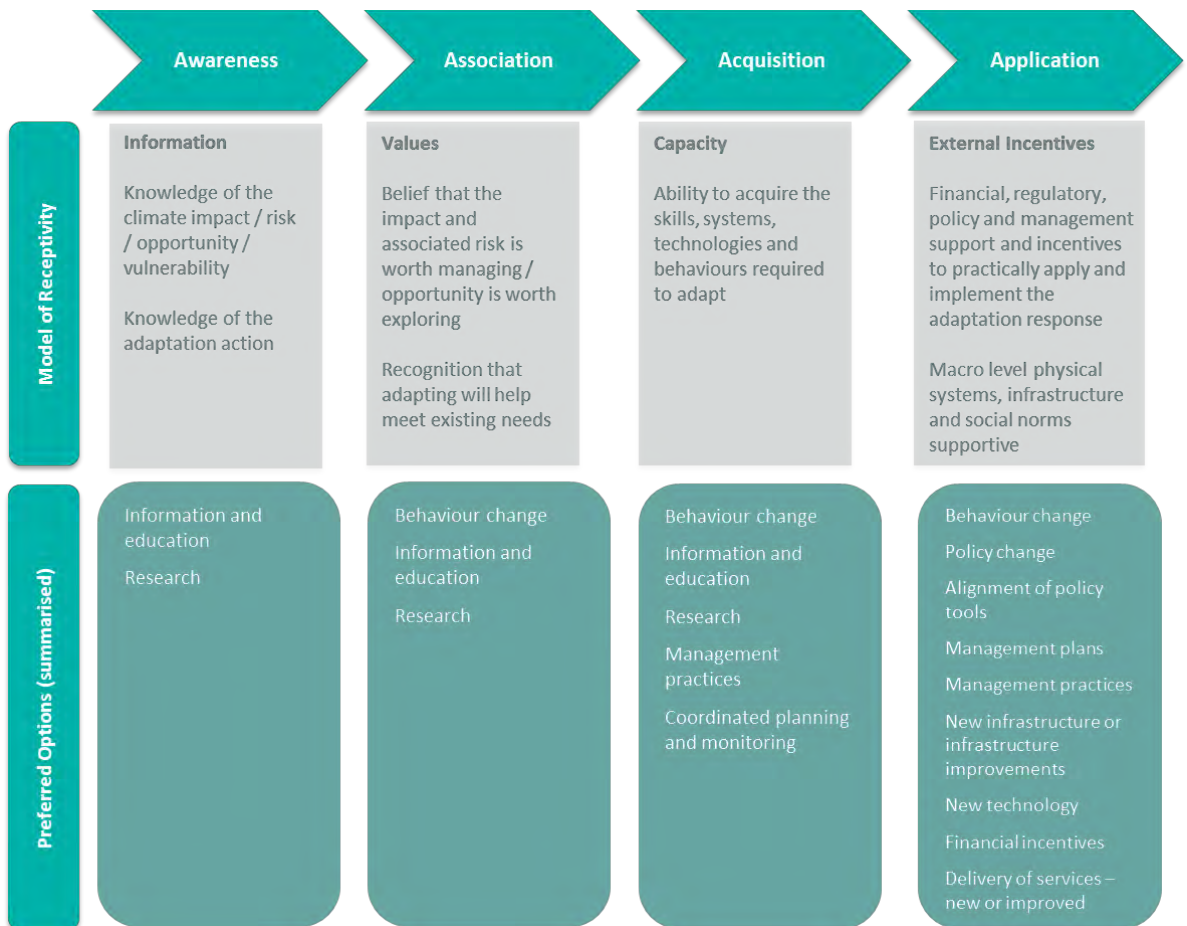 Awareness
Association
Acquisition
Application
Model of Receptivity
Information
Knowledge of the
climate impact / risk
/ opportunity /
vulnerability
Knowledge of the
adaptation action
Values
Belief that the
impact and
associated risk is
worth managing /
opportunity is worth
exploring
Recognition that
adapting will help
meet existing needs
Capacity
Ability to acquire the
skills, systems,
technologies and
behaviours required
to adapt
External Incentives
Financial, regulatory,
policy and management
support and incentives
to practically apply and
implement the
adaptation response
Macro level physical
systems, infrastructure
and social norms
supportive
Preferred Options (summarised)
Information and
education
Research
Behaviour change
Information and
education
Research
Behaviour change
Information and
education
Research
Management
practices
Coordinated planning
and monitoring
Behaviour change
Policy change
Alignment of policy
tools
Management plans
Management practices
New infrastructure or
infrastructure
improvements
New technology
Financial incentives
Delivery of services –
new or improved